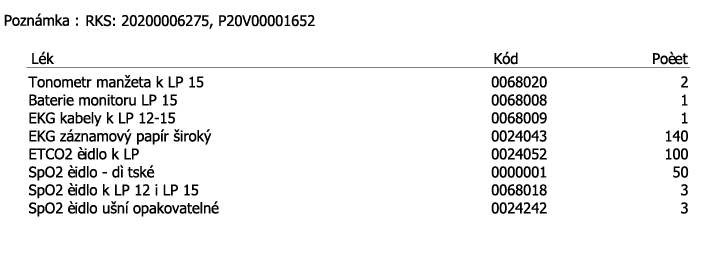 Poznámka : RKS: 20200006275, P20V00001652
Lék Kód Poèet
Tonometr manžeta k LP 15 0068020 2
Baterie monitoru LP 15 0068008 1
EKG kabely k LP 12-15 0068009 1
EKG záznamový papír široký 0024043 140
ETCO2 èidlo k LP 0024052 100
SpO2 èidlo - dì tské 0000001 50
SpO2 èidlo k LP 12 i LP 15 0068018 3
SpO2 èidlo ušní opakovatelné 0024242 3